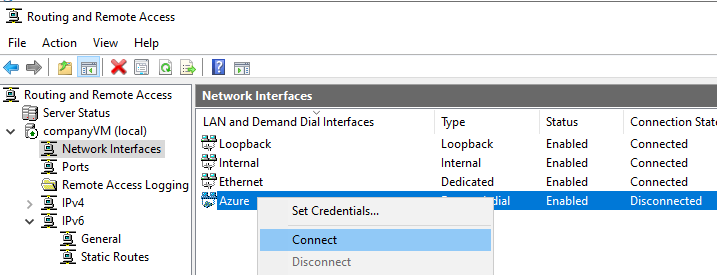 Routing and Remote Access
File Action View Help
Routing and Remote Access
Server Status
companyVM (local)
Network Interfaces
Ports
Remote Access Logging
IPv4
IPv6
General
Static Routes
Network Interfaces
LAN and Demand Dial Interfaces Type Status Connection State
Loopback Loopback Enabled Connected
Internal Internal Enabled Connected
Ethernet Dedicated Enabled Connected
Azure dial Enabled Disconnected
Set Credentials...
Connect
Disconnect